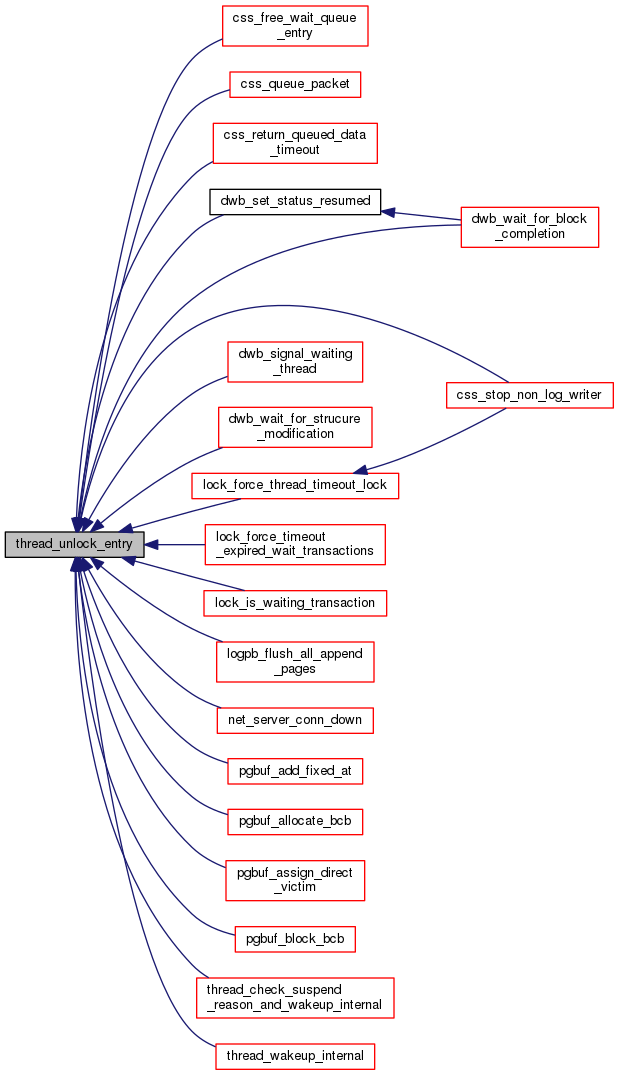 css_free_wait_queue
_entry
css_queue_packet
css_return_queued_data
_timeout
dwb_set_status_resumed
dwb_wait_for_block
_completion
dwb_signal_waiting
_thread
css_stop_non_log_writer
dwb_wait_for_strucure
_modification
lock_force_thread_timeout_lock
thread_unlock_entry
lock_force_timeout
_expired_wait_transactions
lock_is_waiting_transaction
logpb_flush_all_append
_pages
net_server_conn_down
pgbuf_add_fixed_at
pgbuf_allocate_bcb
pgbuf_assign_direct
_victim
pgbuf_block_bcb
thread_check_suspend
_reason_and_wakeup_internal
thread_wakeup_internal